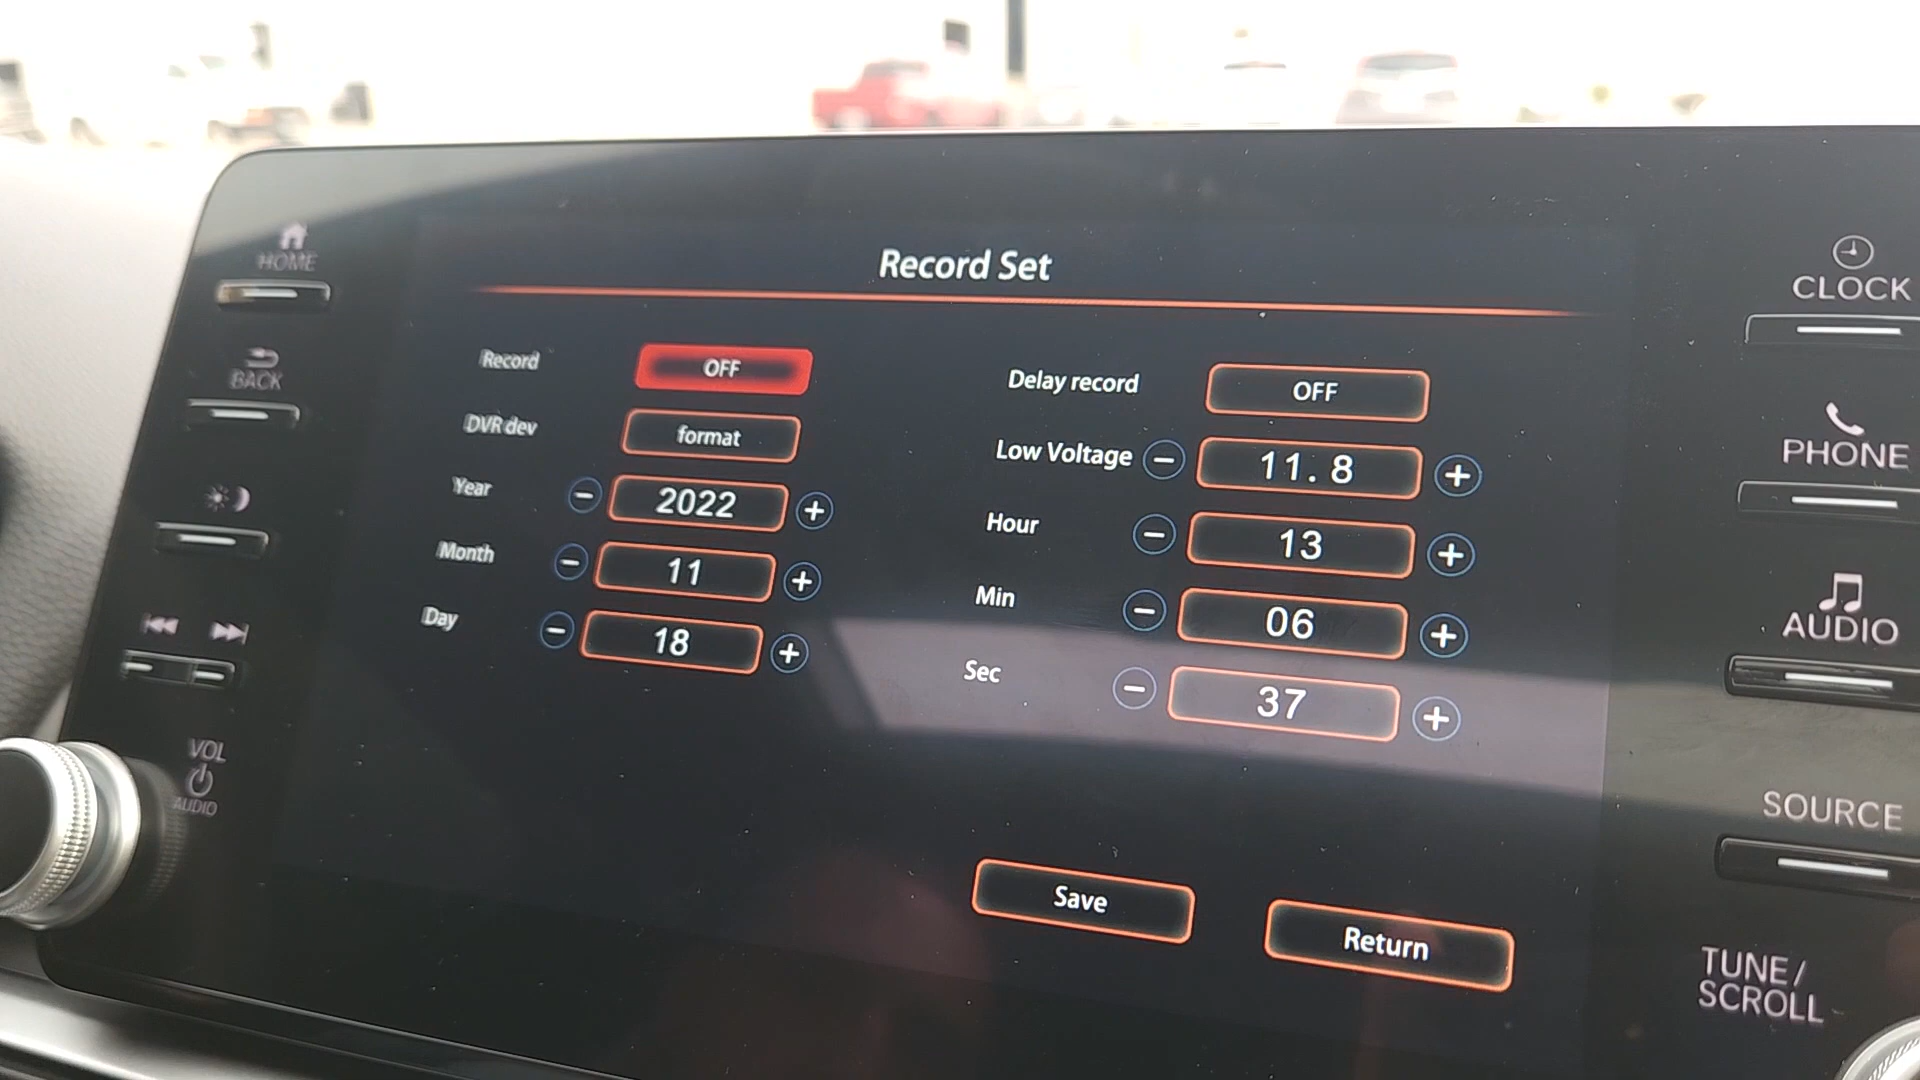 Record Set
HOME
BACK
VOL
AUDIO
Record OFF
DVR dev format
Year − 2022 +
Month − 11 +
Day − 18 +
Delay record OFF
Low Voltage − 11.8 +
Hour − 13 +
Min − 06 +
Sec − 37 +
Save
Return
CLOCK
PHONE
AUDIO
SOURCE
TUNE/
SCROLL